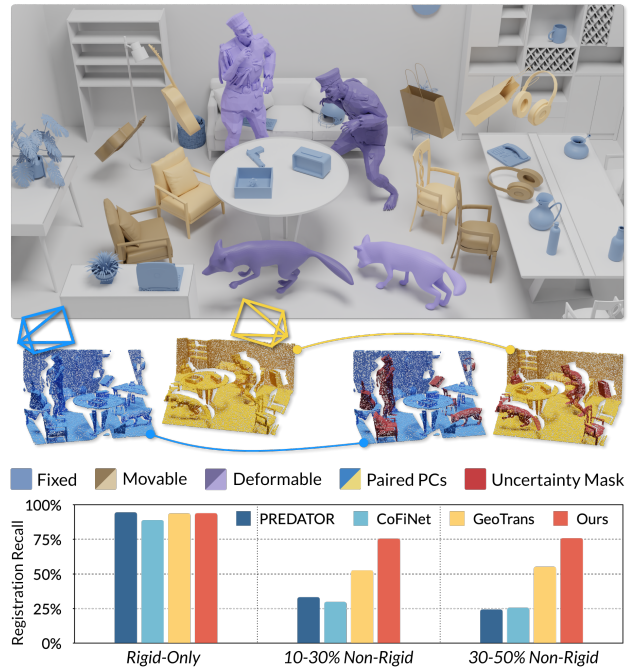 Fixed Movable Deformable Paired PCs Uncertainty Mask
Registration Recall
100%
75%
50%
25%
0%
PREDATOR CoFiNet GeoTrans Ours
Rigid-Only 10-30% Non-Rigid 30-50% Non-Rigid